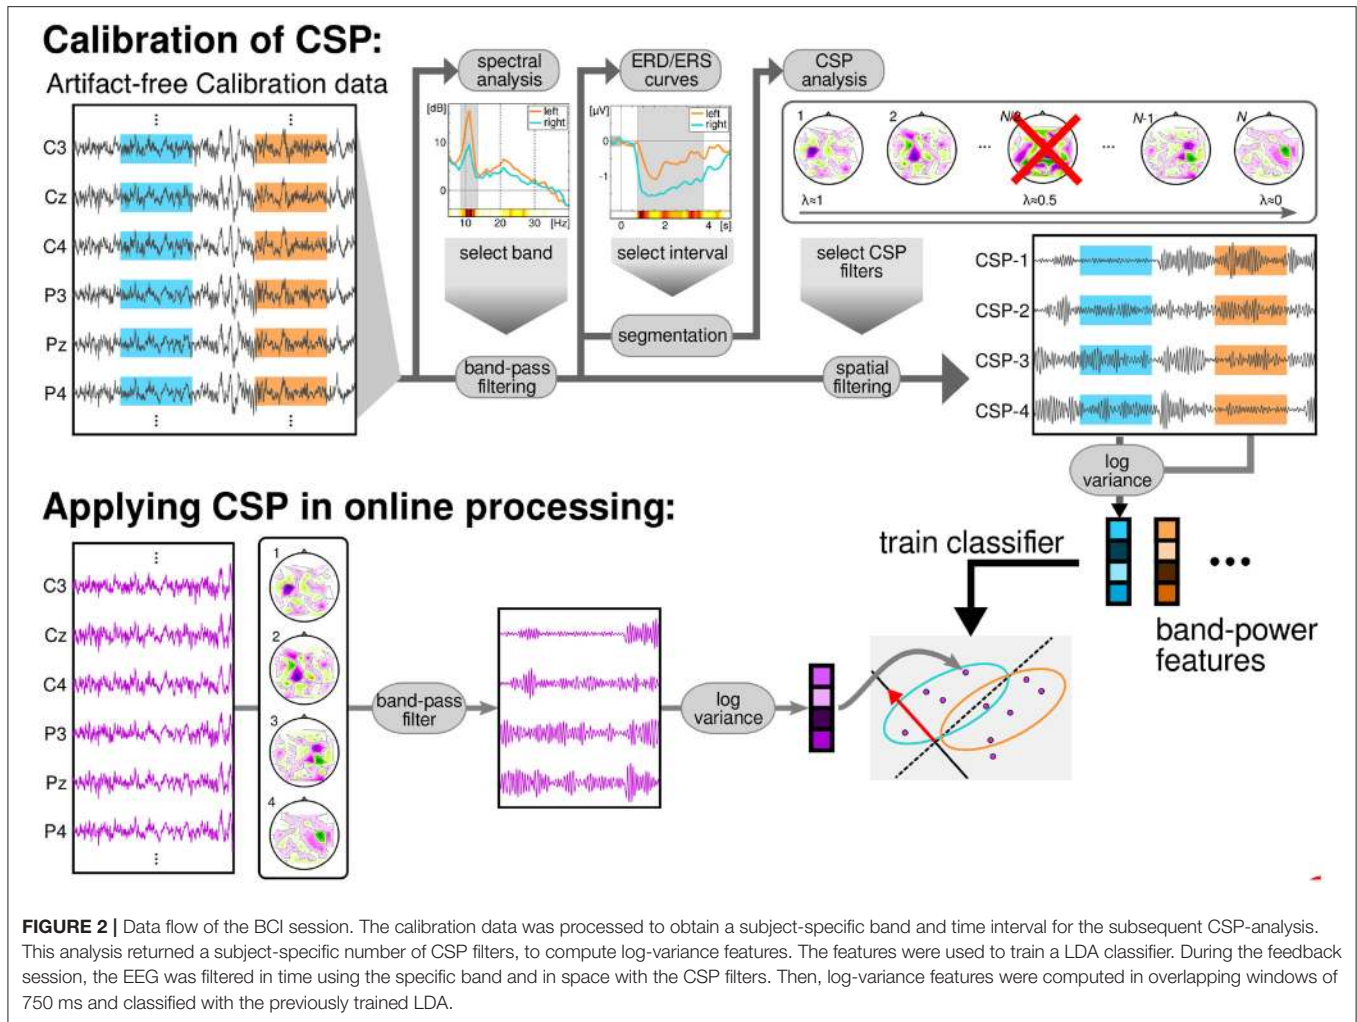 Calibration of CSP:
Artifact-free Calibration data
C3
Cz
C4
P3
Pz
P4
spectral
analysis
[dB]
left
right
10
0
10 20 30 [Hz]
select band
band-pass
filtering
ERD/ERS
curves
[µV]
left
right
0
-1
0 2 4 [s]
select interval
segmentation
CSP
analysis
1 2 ... ... N-1 N
λ≈1 λ≈0.5 λ≈0
select CSP
filters
spatial
filtering
CSP-1
CSP-2
CSP-3
CSP-4
log
variance
band-power
features
train classifier
Applying CSP in online processing:
C3
Cz
C4
P3
Pz
P4
1
2
3
4
band-pass
filter
log
variance
FIGURE 2 | Data flow of the BCI session. The calibration data was processed to obtain a subject-specific band and time interval for the subsequent CSP-analysis.
This analysis returned a subject-specific number of CSP filters, to compute log-variance features. The features were used to train a LDA classifier. During the feedback
session, the EEG was filtered in time using the specific band and in space with the CSP filters. Then, log-variance features were computed in overlapping windows of
750 ms and classified with the previously trained LDA.